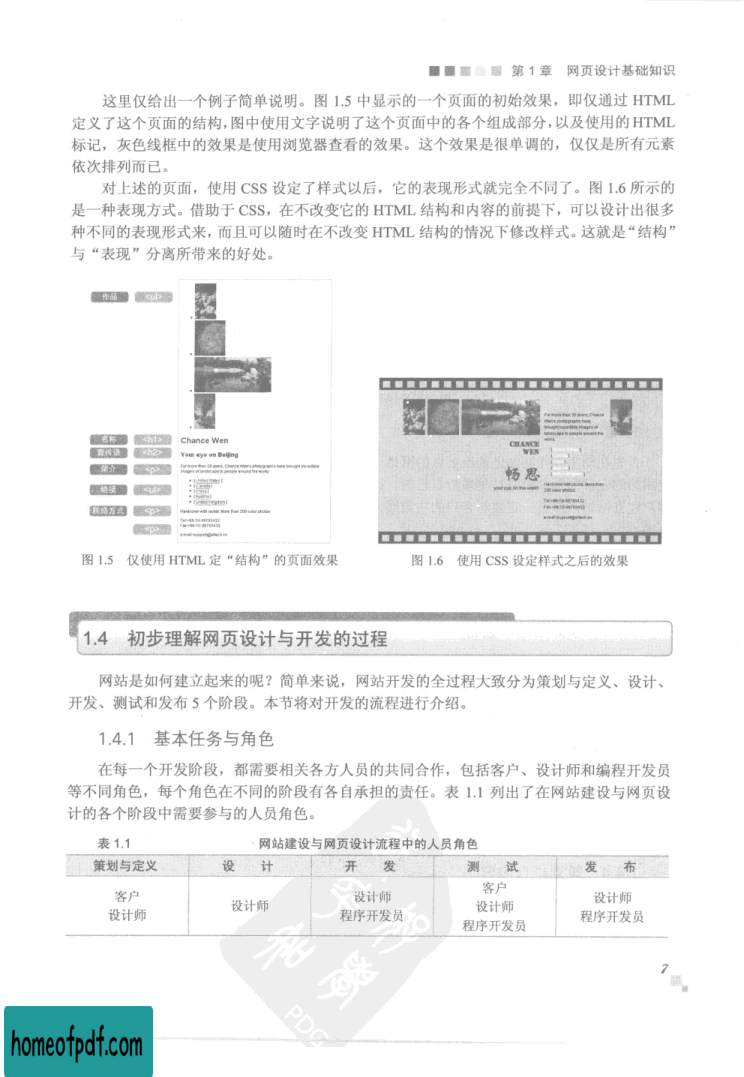 第 1 章 网页设计基础知识
这里仅给出一个例子简单说明。图 1.5 中显示的一个页面的初始效果，即仅通过 HTML
定义了这个页面的结构，图中使用文字说明了这个页面中的各个组成部分，以及使用的 HTML
标记，灰色线框中的效果是使用浏览器查看的效果。这个效果是很单调的，仅仅是所有元素
依次排列而已。
对上述的页面，使用 CSS 设定了样式以后，它的表现形式就完全不同了。图 1.6 所示的
是一种表现方式。借助于 CSS，在不改变它的 HTML 结构和内容的前提下，可以设计出很多
种不同的表现形式来，而且可以随时在不改变 HTML 结构的情况下修改样式。这就是“结构”
与“表现”分离所带来的好处。
作品 <ul>
名称 <h1> Chance Wen
宣传语 <h2> Your eye on Beijing
简介 <p> For more than 20 years, Chance Wen's photographs have brought incredible
images of landscape to people around the world.
链接 <ul>
[United States]
[Canada]
[China]
[Austria]
[United Kingdom]
联络方式 <p> Hardcover with jacket. More than 200 color photos.
<p>
For more than 20 years, Chance
Wen's photographs have
brought incredible images of
landscape to people around the
world.
CHANCE
WEN
畅思
your eye on the world
Hardcover with jacket. More than
200 color photos.
图 1.5 仅使用 HTML 定“结构”的页面效果
图 1.6 使用 CSS 设定样式之后的效果
1.4 初步理解网页设计与开发的过程
网站是如何建立起来的呢？简单来说，网站开发的全过程大致分为策划与定义、设计、
开发、测试和发布 5 个阶段。本节将对开发的流程进行介绍。
1.4.1 基本任务与角色
在每一个开发阶段，都需要相关各方人员的共同合作，包括客户、设计师和编程开发员
等不同角色，每个角色在不同的阶段有各自承担的责任。表 1.1 列出了在网站建设与网页设
计的各个阶段中需要参与的人员角色。
表 1.1 网站建设与网页设计流程中的人员角色
策划与定义 设 计 开 发 测 试 发 布
客户
设计师
设计师
设计师
程序开发员
客户
设计师
程序开发员
设计师
程序开发员
7
PDG
homeofpdf.com